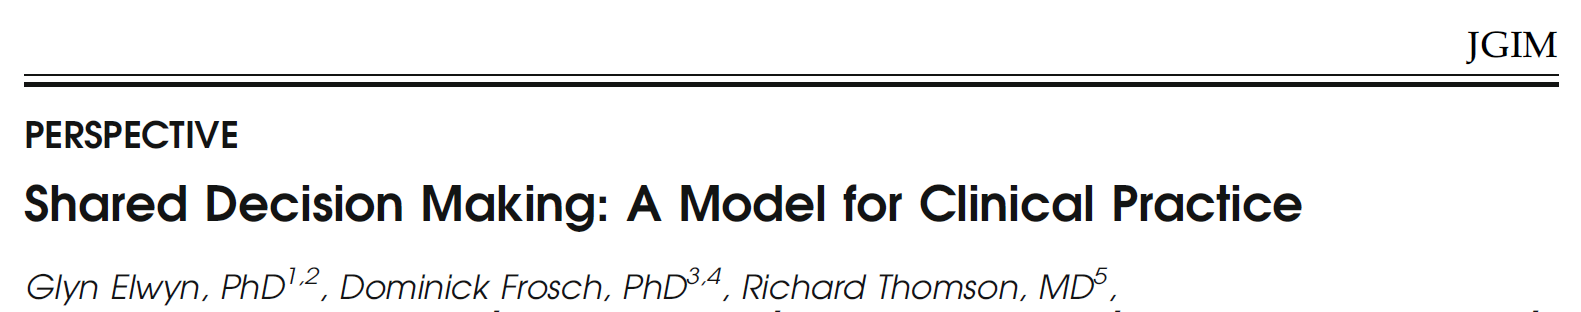 JGIM
PERSPECTIVE
Shared Decision Making: A Model for Clinical Practice
Glyn Elwyn, PhD1,2, Dominick Frosch, PhD3,4, Richard Thomson, MD5,